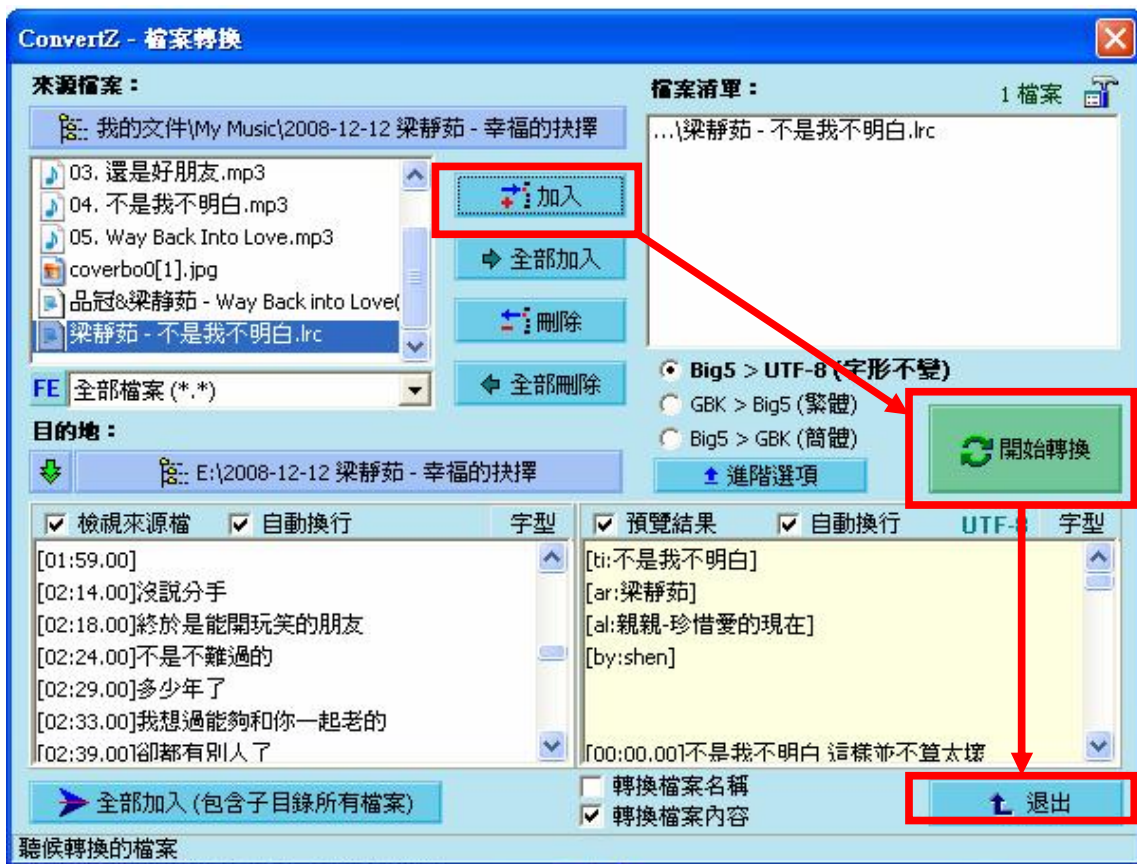 ConvertZ - 檔案轉換
來源檔案：
我的文件\My Music\2008-12-12 梁靜茹 - 幸福的抉擇
03. 還是好朋友.mp3
04. 不是我不明白.mp3
05. Way Back Into Love.mp3
coverbo0[1].jpg
品冠&梁静茹 - Way Back into Love(
梁靜茹 - 不是我不明白.lrc
FE 全部檔案 (*.*)
加入
全部加入
刪除
全部刪除
檔案清單：
1 檔案
...\梁靜茹 - 不是我不明白.lrc
Big5 > UTF-8 (字形不變)
GBK > Big5 (繁體)
Big5 > GBK (簡體)
進階選項
開始轉換
目的地：
E:\2008-12-12 梁靜茹 - 幸福的抉擇
檢視來源檔 自動換行 字型
[01:59.00]
[02:14.00]沒說分手
[02:18.00]終於是能開玩笑的朋友
[02:24.00]不是不難過的
[02:29.00]多少年了
[02:33.00]我想過能夠和你一起老的
[02:39.00]卻都有別人了
預覽結果 自動換行 UTF-8 字型
[ti:不是我不明白]
[ar:梁靜茹]
[al:親親-珍惜愛的現在]
[by:shen]
[00:00.00]不是我不明白 這樣並不算太壞
全部加入 (包含子目錄所有檔案)
轉換檔案名稱
轉換檔案內容
退出
聽候轉換的檔案